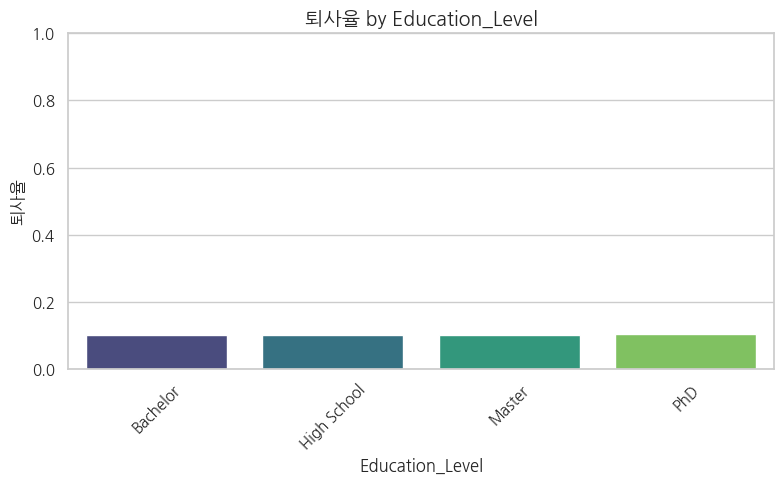 퇴사율 by Education_Level
1.0
0.8
0.6
0.4
0.2
0.0
퇴사율
Bachelor
High School
Master
PhD
Education_Level